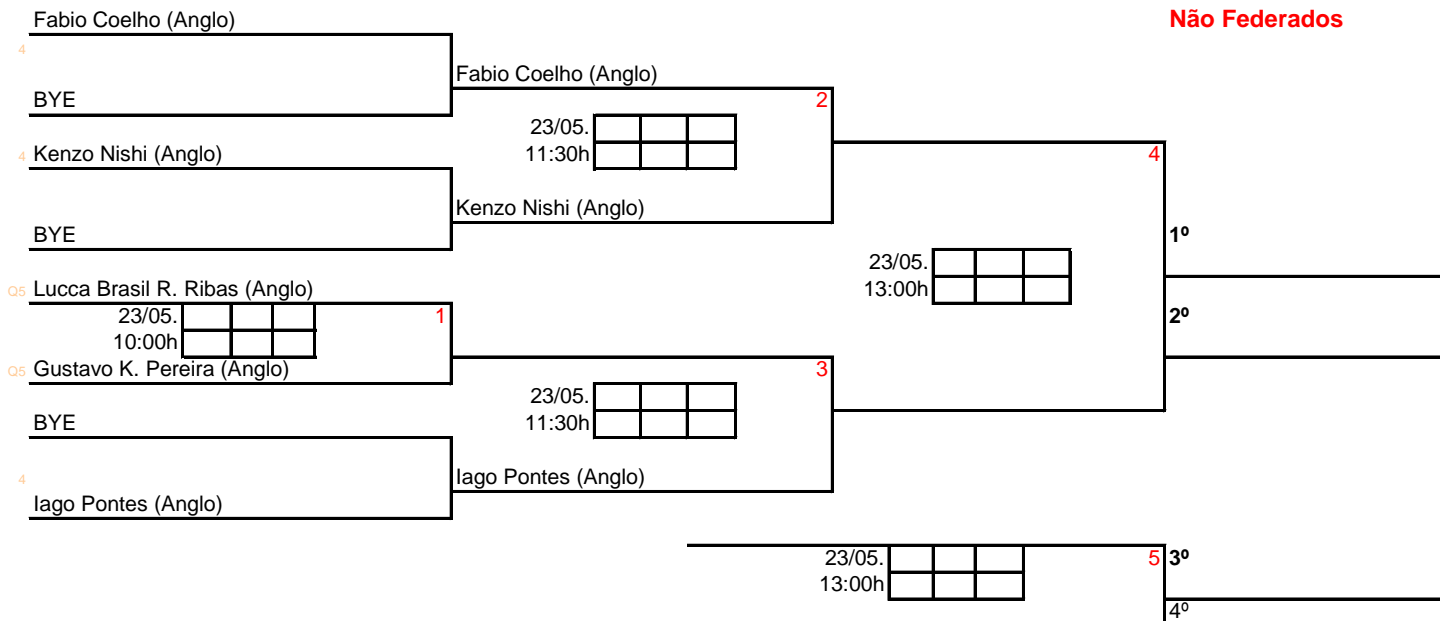 Fabio Coelho (Anglo)
Não Federados
4
BYE
Fabio Coelho (Anglo)
2
23/05.
11:30h
4
Kenzo Nishi (Anglo)
4
Kenzo Nishi (Anglo)
BYE
1º
23/05.
13:00h
Q5
Lucca Brasil R. Ribas (Anglo)
23/05.
10:00h
1
2º
Q5
Gustavo K. Pereira (Anglo)
3
23/05.
11:30h
BYE
4
Iago Pontes (Anglo)
Iago Pontes (Anglo)
23/05.
13:00h
5
3º
4º